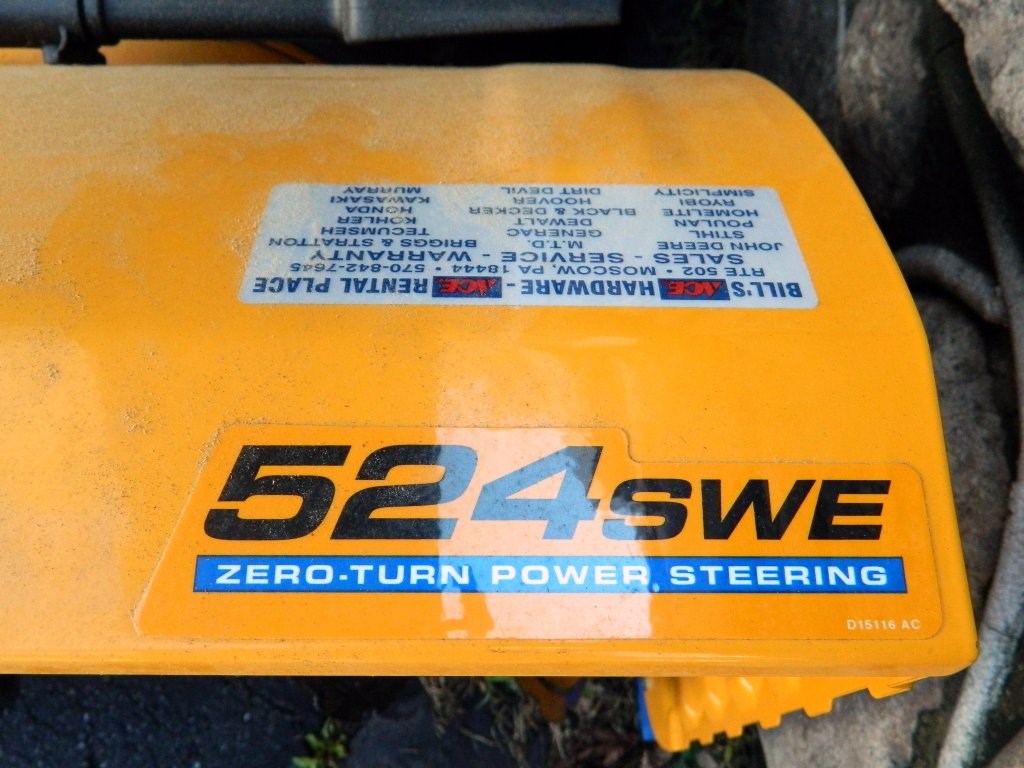 BILL'S ACE HARDWARE - ACE RENTAL PLACE
RTE 502 • MOSCOW, PA 18444 • 570-842-7645
SALES - SERVICE - WARRANTY
JOHN DEERE M.T.D. BRIGGS & STRATTON
STIHL GENERAC TECUMSEH
POULAN DEWALT KOHLER
HOMELITE BLACK & DECKER HONDA
RYOBI HOOVER KAWASAKI
SIMPLICITY DIRT DEVIL MURRAY
524SWE
ZERO-TURN POWER STEERING
D15116 AC